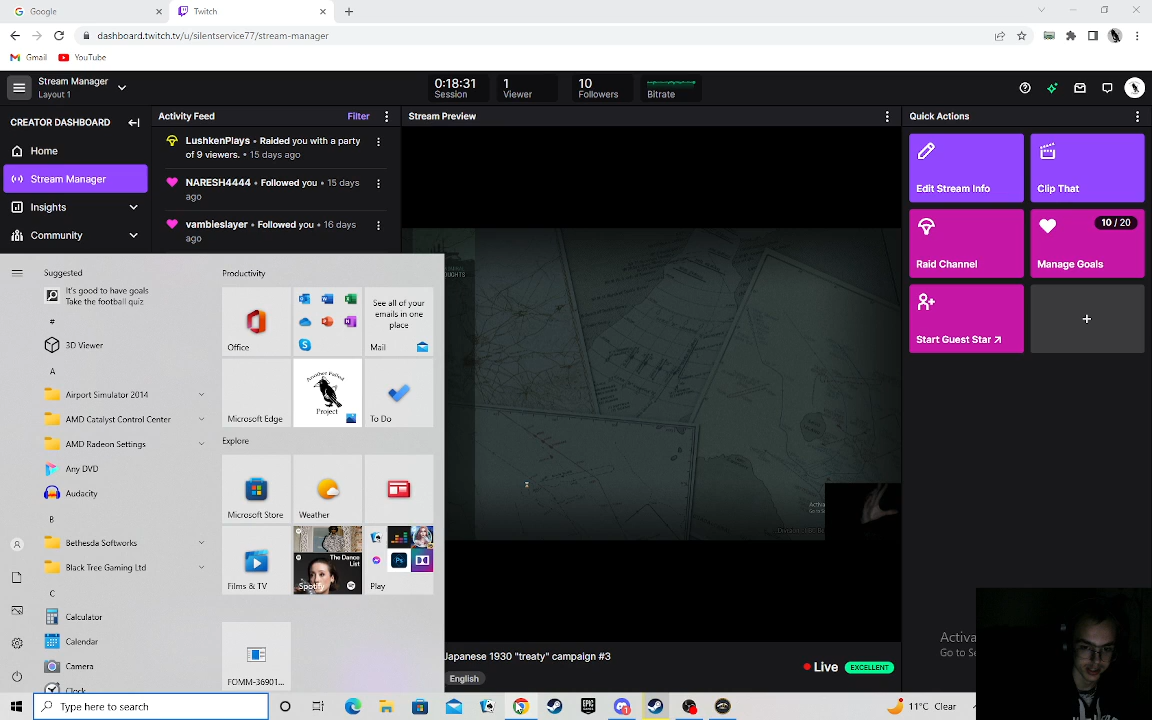 Google
Twitch
dashboard.twitch.tv/u/silentservice77/stream-manager
Gmail
YouTube
Stream Manager
Layout 1
0:18:31
Session
1
Viewer
10
Followers
Bitrate
CREATOR DASHBOARD
Home
Stream Manager
Insights
Community
Activity Feed
Filter
LushkenPlays • Raided you with a party
of 9 viewers. • 15 days ago
NARESH4444 • Followed you • 15 days
ago
vambieslayer • Followed you • 16 days
ago
Stream Preview
Quick Actions
Edit Stream Info
Clip That
Raid Channel
10 / 20
Manage Goals
Start Guest Star
Suggested
It's good to have goals
Take the football quiz
#
3D Viewer
A
Airport Simulator 2014
AMD Catalyst Control Center
AMD Radeon Settings
Any DVD
Audacity
B
Bethesda Softworks
Black Tree Gaming Ltd
C
Calculator
Calendar
Camera
Clock
Productivity
Office
See all of your
emails in one
place
Mail
Microsoft Edge
Another Failed
Project
To Do
Explore
Microsoft Store
Weather
Films & TV
The Dance
List
Spotify
Play
FOMM-36901...
Japanese 1930 "treaty" campaign #3
English
Live
EXCELLENT
Activa
Go to Se
Type here to search
11°C Clear